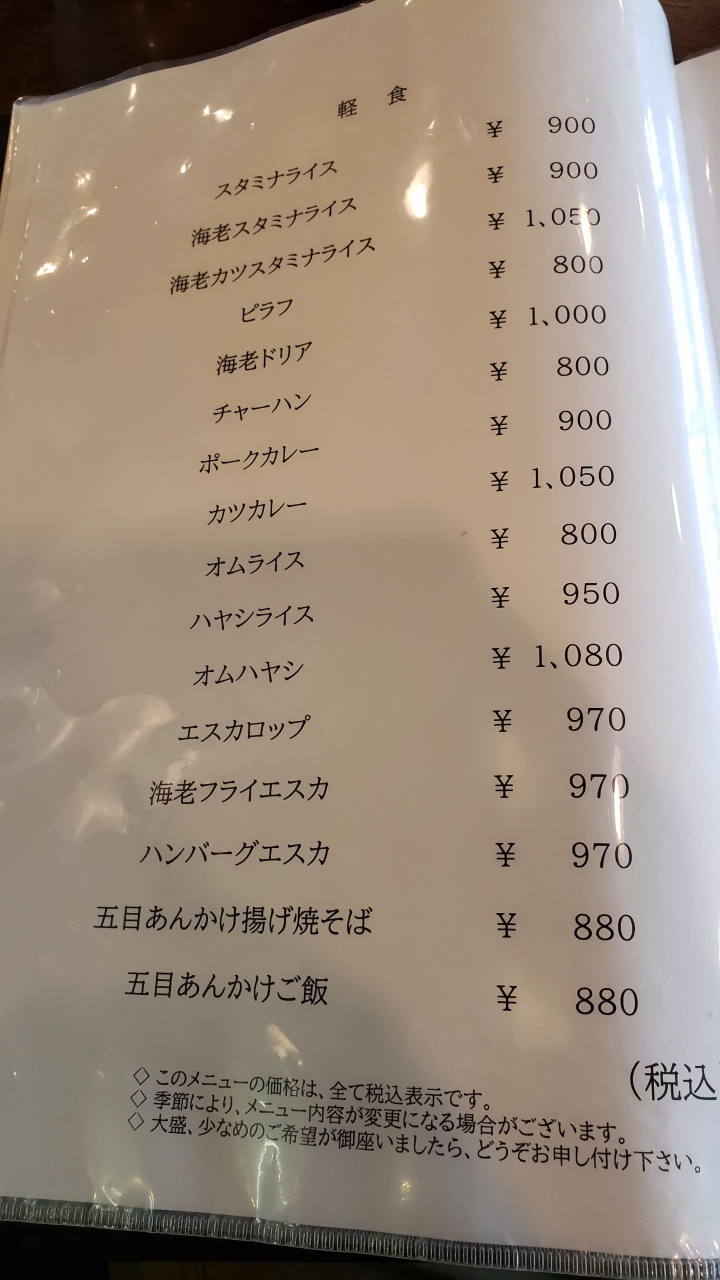 軽 食
スタミナライス ¥ 900
海老スタミナライス ¥ 900
海老カツスタミナライス ¥ 1、050
ピラフ ¥ 800
海老ドリア ¥ 1、000
チャーハン ¥ 800
ポークカレー ¥ 900
カツカレー ¥ 1、050
オムライス ¥ 800
ハヤシライス ¥ 950
オムハヤシ ¥ 1、080
エスカロップ ¥ 970
海老フライエスカ ¥ 970
ハンバーグエスカ ¥ 970
五目あんかけ揚げ焼そば ¥ 880
五目あんかけご飯 ¥ 880
(税込
◇ このメニューの価格は、全て税込表示です。
◇ 季節により、メニュー内容が変更になる場合がございます。
◇ 大盛、少なめのご希望が御座いましたら、どうぞお申し付け下さい。